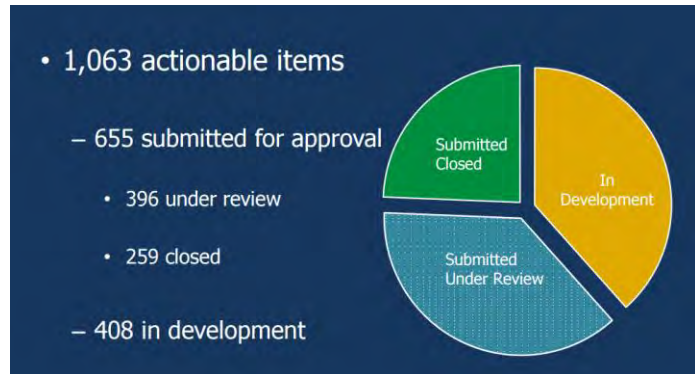 • 1,063 actionable items
– 655 submitted for approval
• 396 under review
• 259 closed
– 408 in development
Submitted
Closed
In
Development
Submitted
Under Review